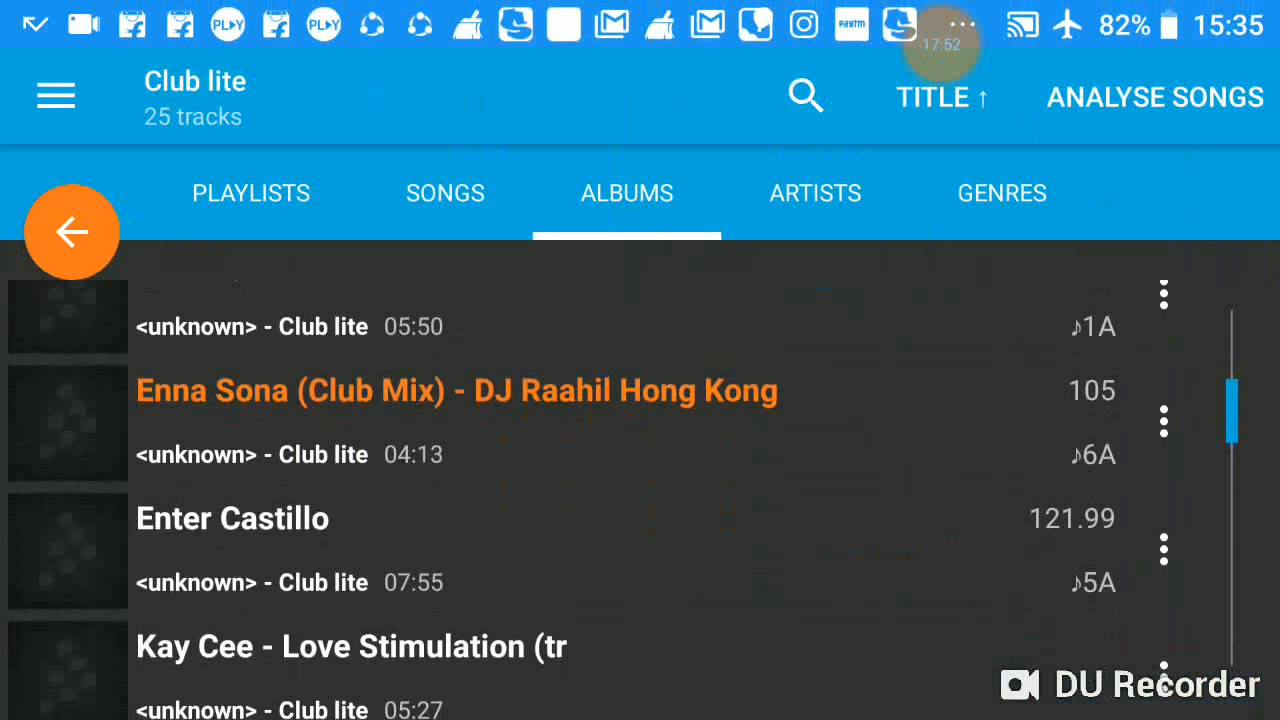 PLAY PLAY paytm 17:52 82% 15:35
Club lite
25 tracks
TITLE ↑ ANALYSE SONGS
PLAYLISTS SONGS ALBUMS ARTISTS GENRES
<unknown> - Club lite 05:50 ♪1A
Enna Sona (Club Mix) - DJ Raahil Hong Kong 105
<unknown> - Club lite 04:13 ♪6A
Enter Castillo 121.99
<unknown> - Club lite 07:55 ♪5A
Kay Cee - Love Stimulation (tr
<unknown> - Club lite 05:27
DU Recorder